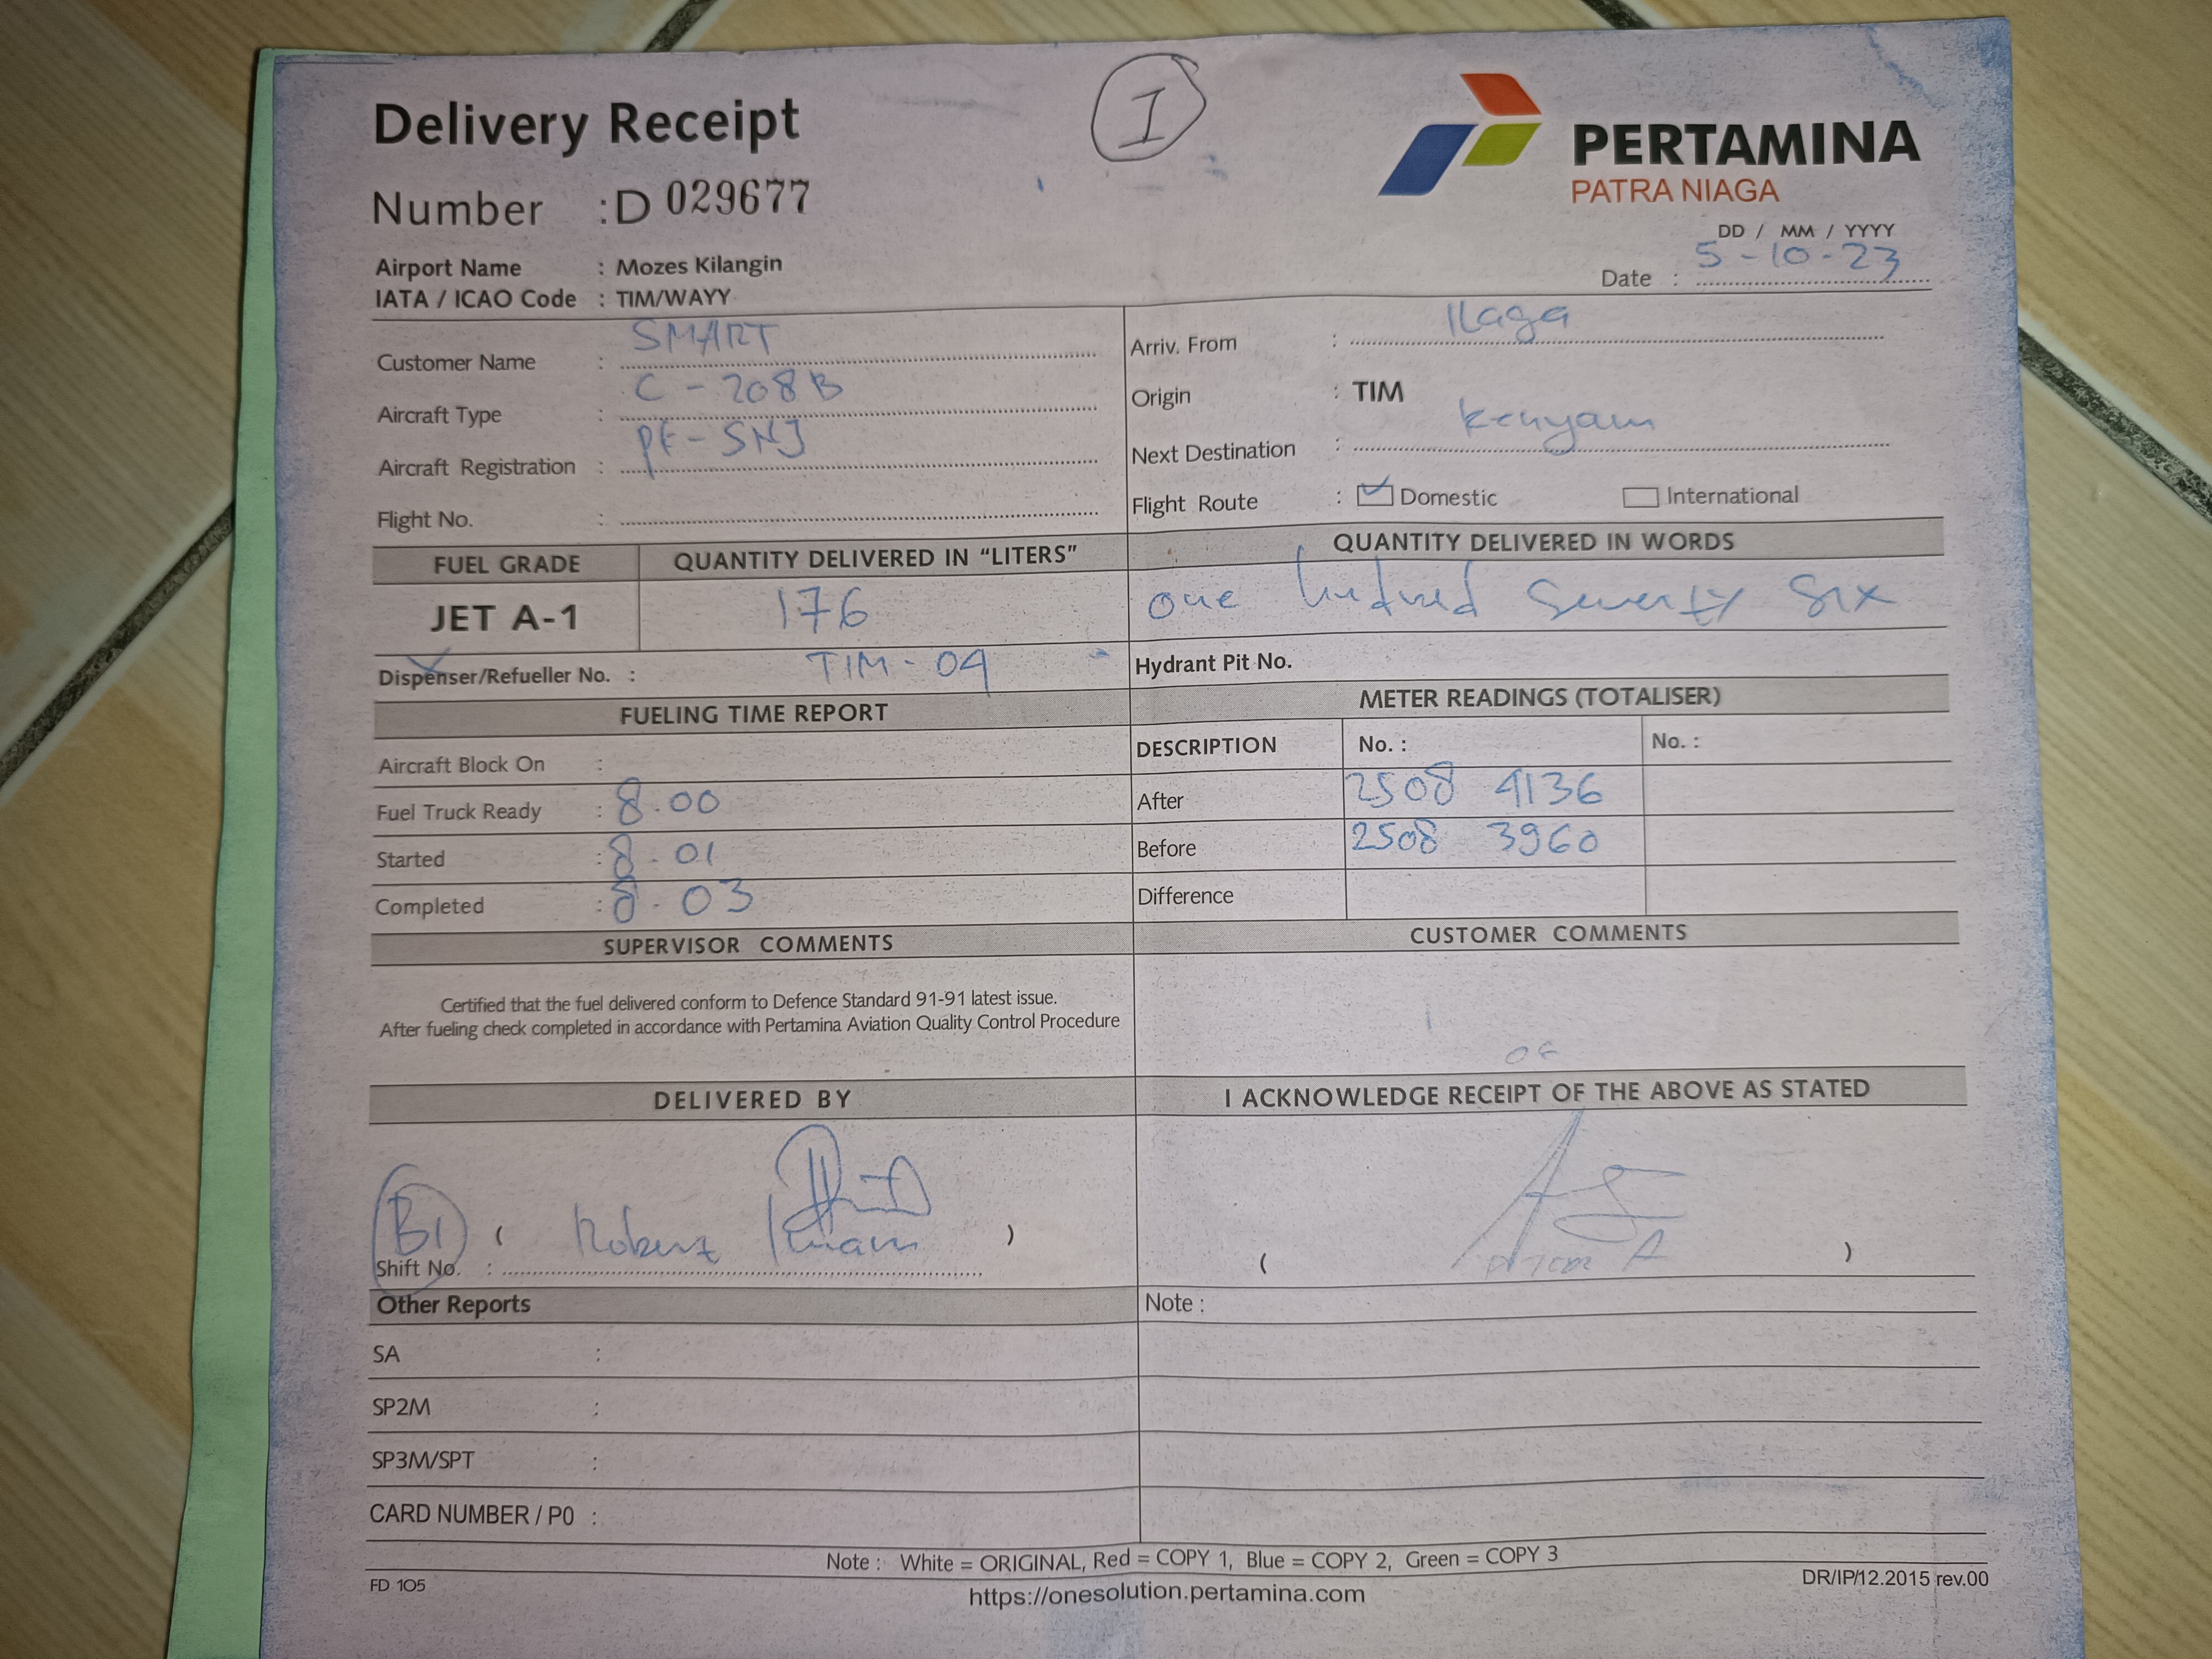 Delivery Receipt
I
PERTAMINA
PATRA NIAGA
Number : D 029677
DD / MM / YYYY
Date : 5-10-23
Airport Name : Mozes Kilangin
IATA / ICAO Code : TIM/WAYY
Customer Name : SMART
Aircraft Type : C-208B
Aircraft Registration : PK-SNJ
Flight No. :
Arriv. From : Ilaga
Origin : TIM
Next Destination : Kenyam
Flight Route : Domestic International
FUEL GRADE QUANTITY DELIVERED IN “LITERS” QUANTITY DELIVERED IN WORDS
JET A-1 176 one hundred seventy six
Dispenser/Refueller No. : TIM-04 Hydrant Pit No.
FUELING TIME REPORT
Aircraft Block On :
Fuel Truck Ready : 8.00
Started : 8.01
Completed : 8.03
METER READINGS (TOTALISER)
DESCRIPTION No. : No. :
After 2508 4136
Before 2508 3960
Difference
SUPERVISOR COMMENTS
Certified that the fuel delivered conform to Defence Standard 91-91 latest issue.
After fueling check completed in accordance with Pertamina Aviation Quality Control Procedure
CUSTOMER COMMENTS
DELIVERED BY
B1 ( Robert )
Shift No. :
I ACKNOWLEDGE RECEIPT OF THE ABOVE AS STATED
( )
Other Reports
SA :
SP2M :
SP3M/SPT :
CARD NUMBER / P0 :
Note :
Note : White = ORIGINAL, Red = COPY 1, Blue = COPY 2, Green = COPY 3
FD 105
https://onesolution.pertamina.com
DR/IP/12.2015 rev.00